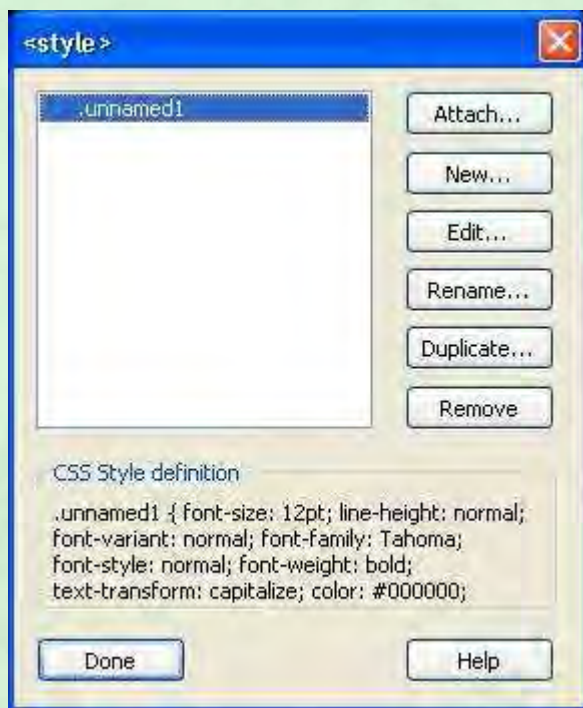 <style>
.unnamed1
Attach...
New...
Edit...
Rename...
Duplicate...
Remove
CSS Style definition
.unnamed1 { font-size: 12pt; line-height: normal;
font-variant: normal; font-family: Tahoma;
font-style: normal; font-weight: bold;
text-transform: capitalize; color: #000000;
Done
Help